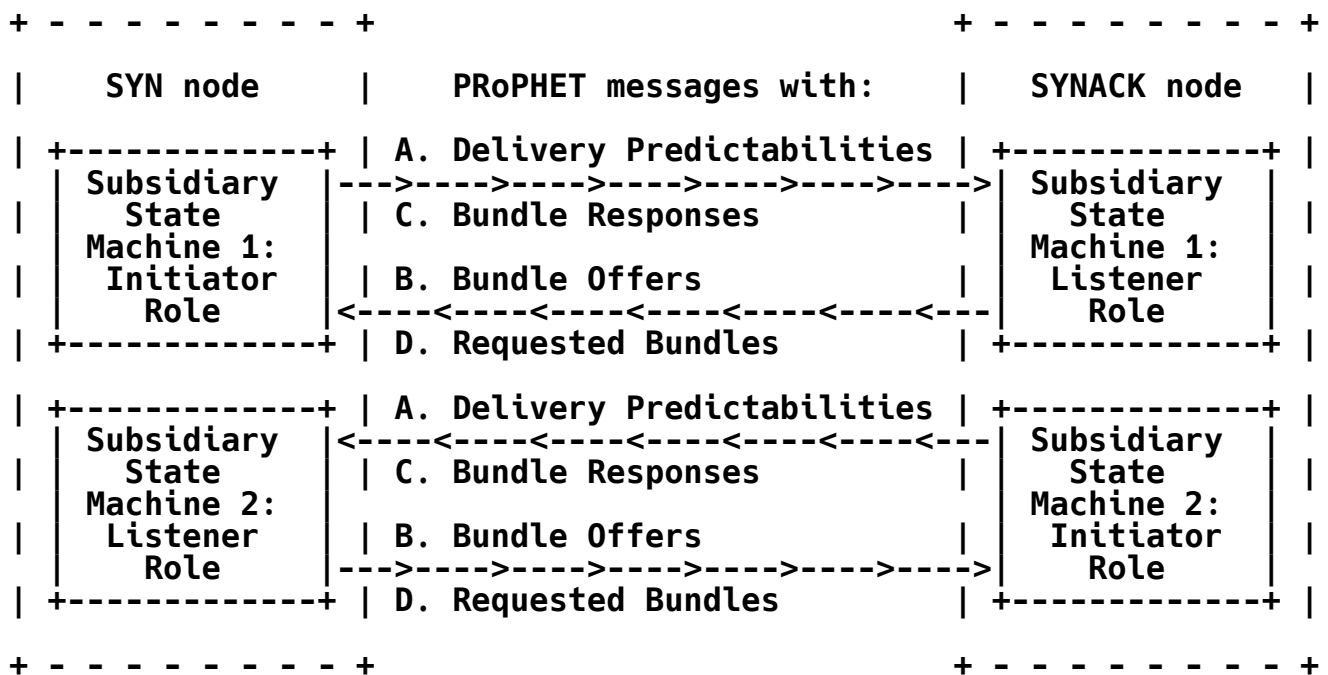 + - - - - - - - - +                              + - - - - - - - - +
|    SYN node     |    PRoPHET messages with:    |   SYNACK node   |
| +-------------+ | A. Delivery Predictabilities | +-------------+ |
  | Subsidiary  |--->---->---->---->---->---->---->| Subsidiary  |
| |   State     | | C. Bundle Responses          | |   State     | |
  | Machine 1:  |                                  | Machine 1:  |
| |  Initiator  | | B. Bundle Offers             | |  Listener   | |
  |    Role     |<----<----<----<----<----<----<---|    Role     |
| +-------------+ | D. Requested Bundles         | +-------------+ |
| +-------------+ | A. Delivery Predictabilities | +-------------+ |
  | Subsidiary  |<----<----<----<----<----<----<---| Subsidiary  |
| |   State     | | C. Bundle Responses          | |   State     | |
  | Machine 2:  |                                  | Machine 2:  |
| |  Listener   | | B. Bundle Offers             | |  Initiator  | |
  |    Role     |--->---->---->---->---->---->---->|    Role     |
| +-------------+ | D. Requested Bundles         | +-------------+ |
+ - - - - - - - - +                              + - - - - - - - - +